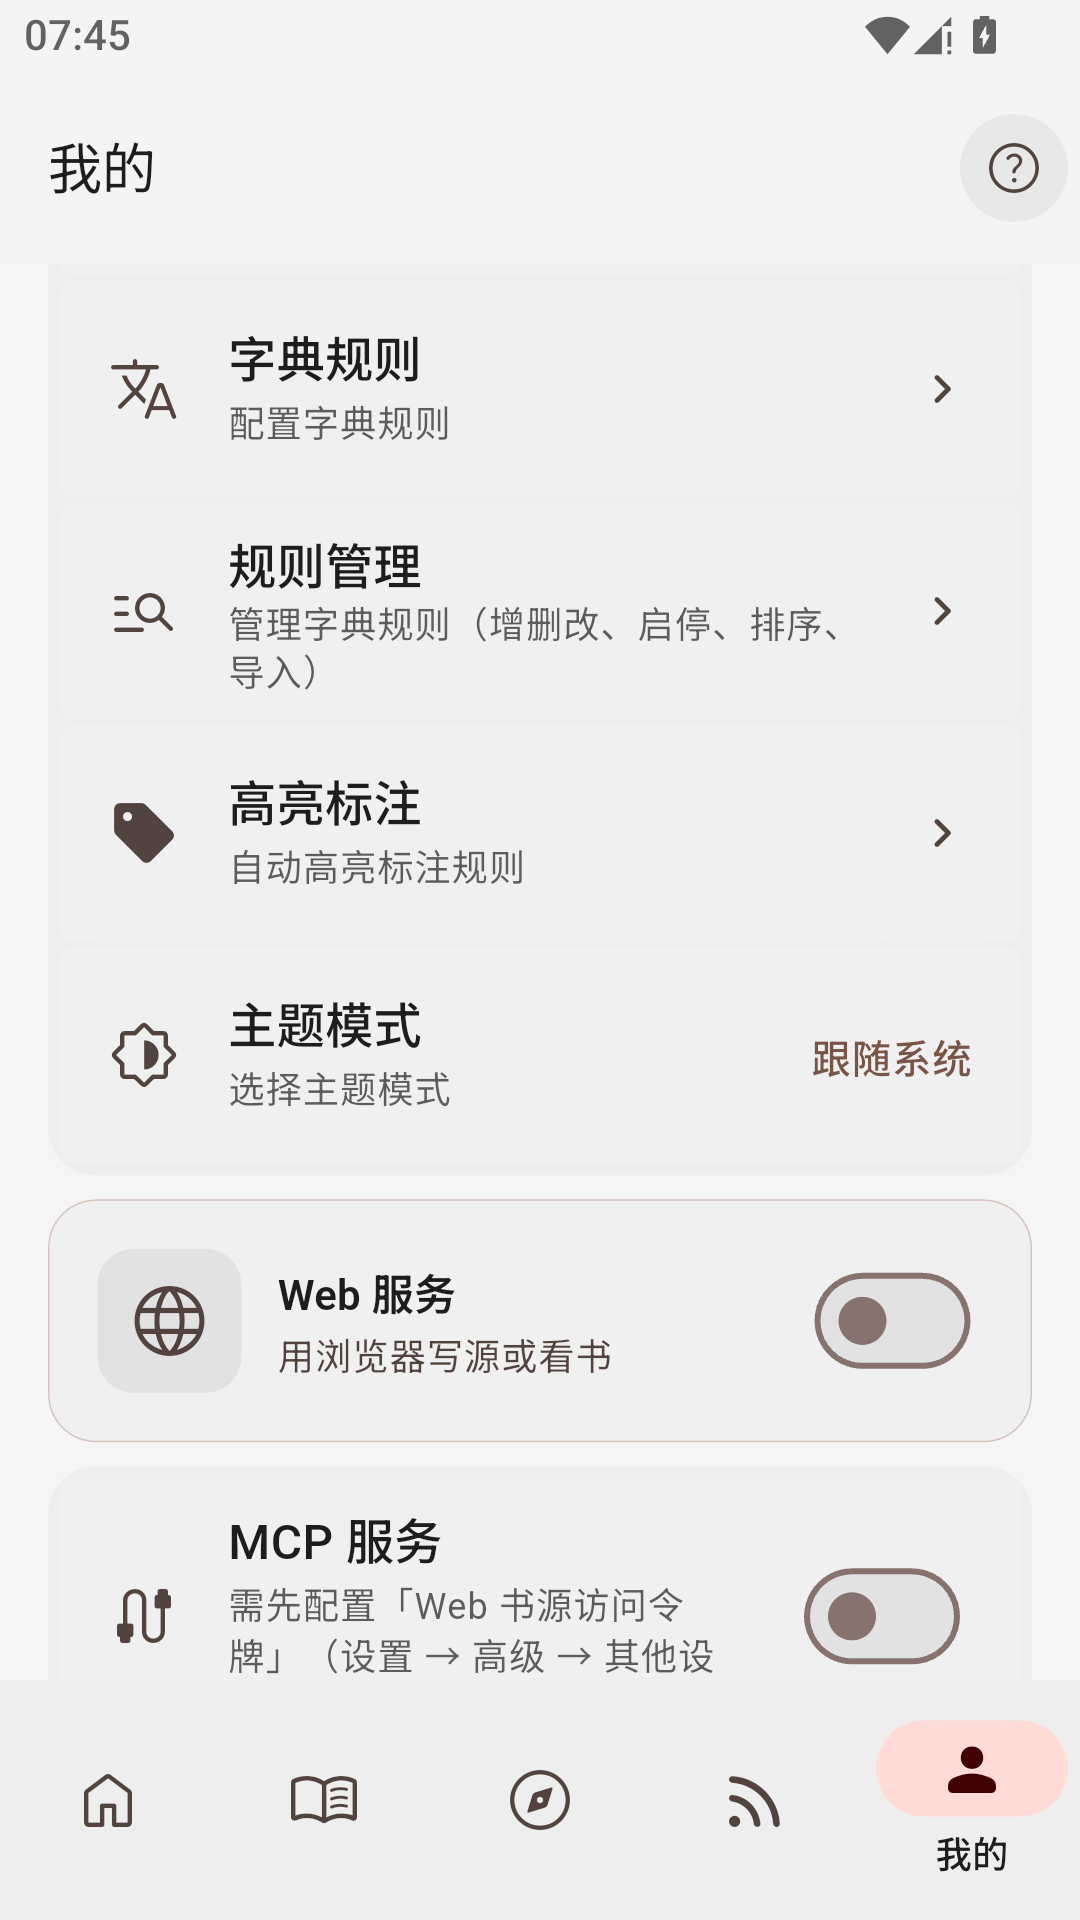 07:45
我的
字典规则
配置字典规则
规则管理
管理字典规则（增删改、启停、排序、
导入）
高亮标注
自动高亮标注规则
主题模式
选择主题模式
跟随系统
Web 服务
用浏览器写源或看书
MCP 服务
需先配置「Web 书源访问令
牌」（设置 → 高级 → 其他设
我的